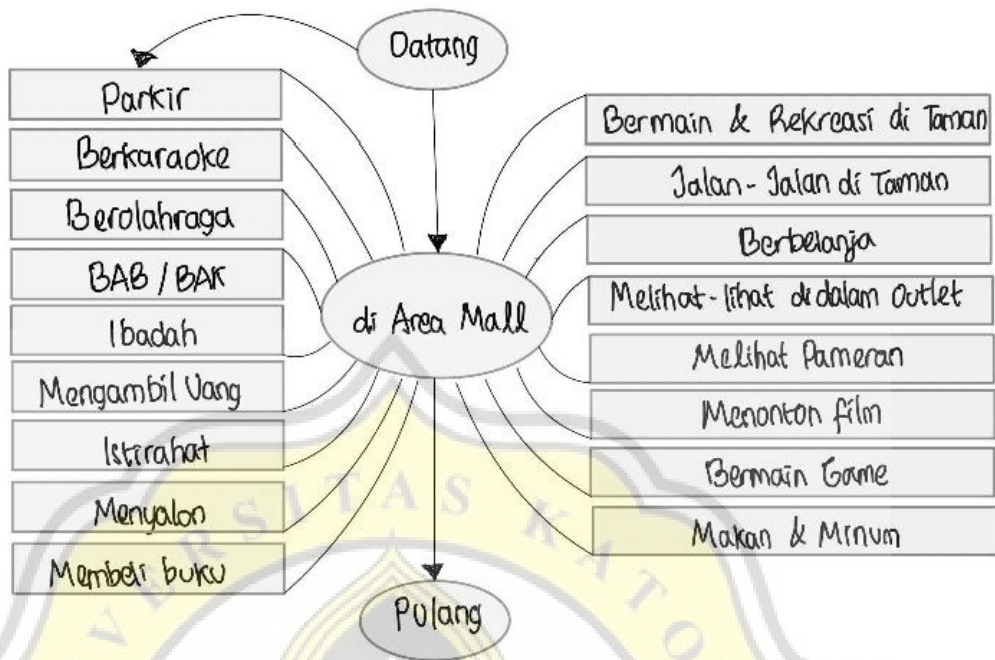 Datang
Parkir
Berkaraoke
Berolahraga
BAB / BAK
Ibadah
Mengambil Uang
Istirahat
Menyalon
Membeli buku
di Area Mall
Bermain & Rekreasi di Taman
Jalan-Jalan di Taman
Berbelanja
Melihat-lihat di dalam Outlet
Melihat Pameran
Menonton film
Bermain Game
Makan & Minum
Pulang
VERSITAS KATO